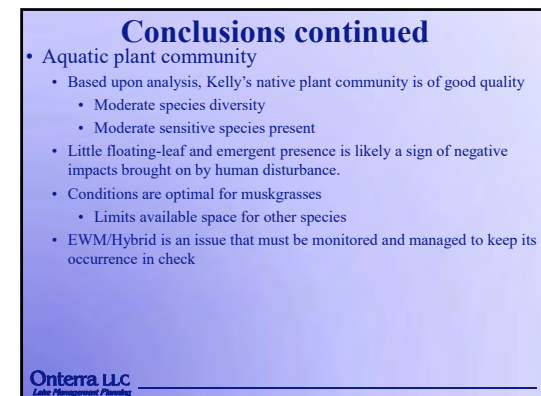 Conclusions continued
• Aquatic plant community
• Based upon analysis, Kelly's native plant community is of good quality
• Moderate species diversity
• Moderate sensitive species present
• Little floating-leaf and emergent presence is likely a sign of negative
impacts brought on by human disturbance.
• Conditions are optimal for muskgrasses
• Limits available space for other species
• EWM/Hybrid is an issue that must be monitored and managed to keep its
occurrence in check
Onterra LLC
Lake Management Planning